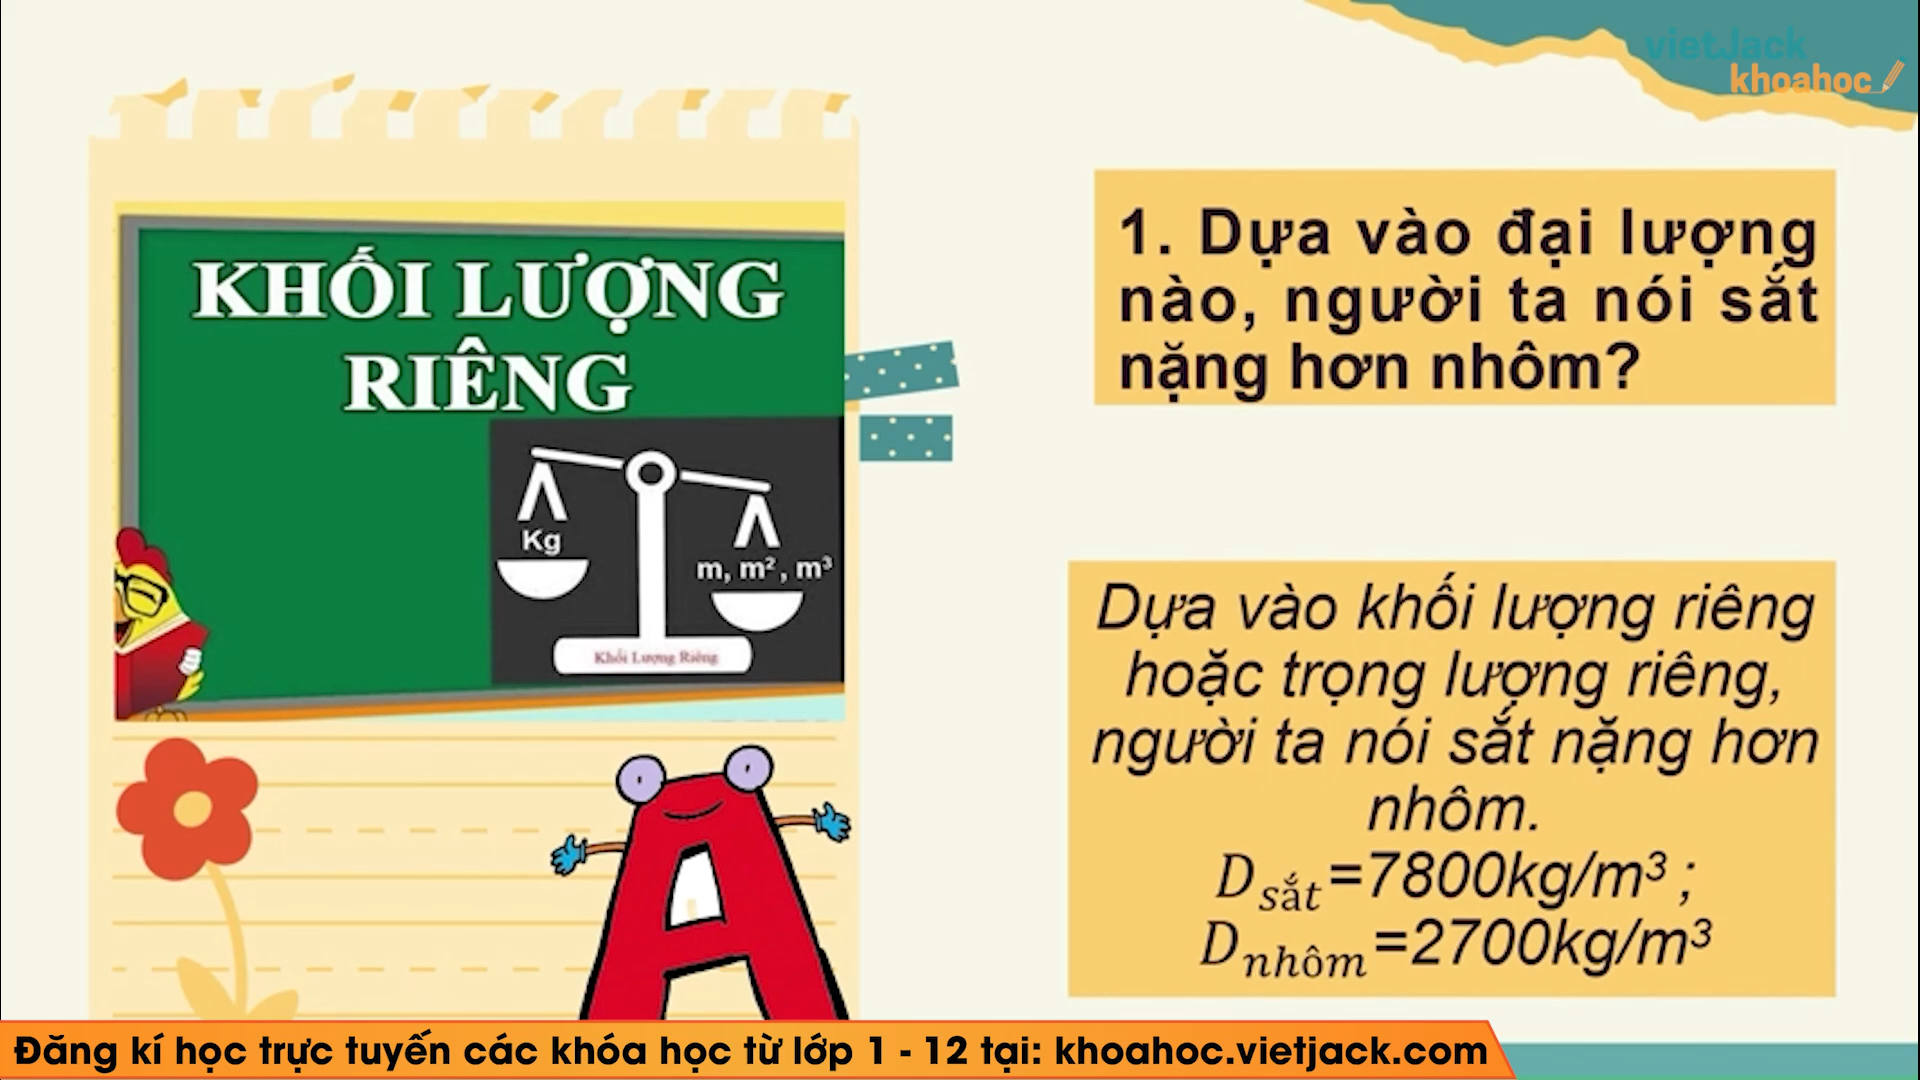 vietJack
khoahoc
KHỐI LƯỢNG
RIÊNG
Kg
m, m², m³
Khối Lượng Riêng
1. Dựa vào đại lượng
nào, người ta nói sắt
nặng hơn nhôm?
Dựa vào khối lượng riêng
hoặc trọng lượng riêng,
người ta nói sắt nặng hơn
nhôm.
D sắt =7800kg/m³ ;
D nhôm =2700kg/m³
Đăng kí học trực tuyến các khóa học từ lớp 1 - 12 tại: khoahoc.vietjack.com